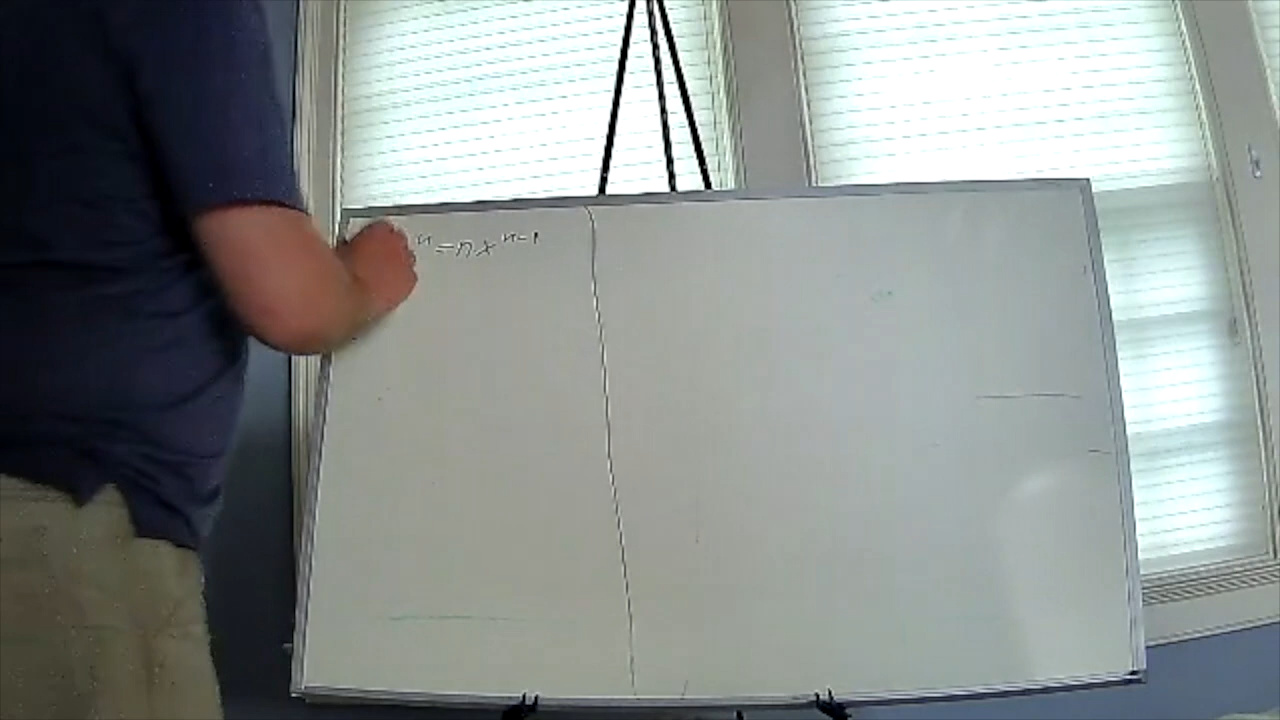 n = nx^{n-1}